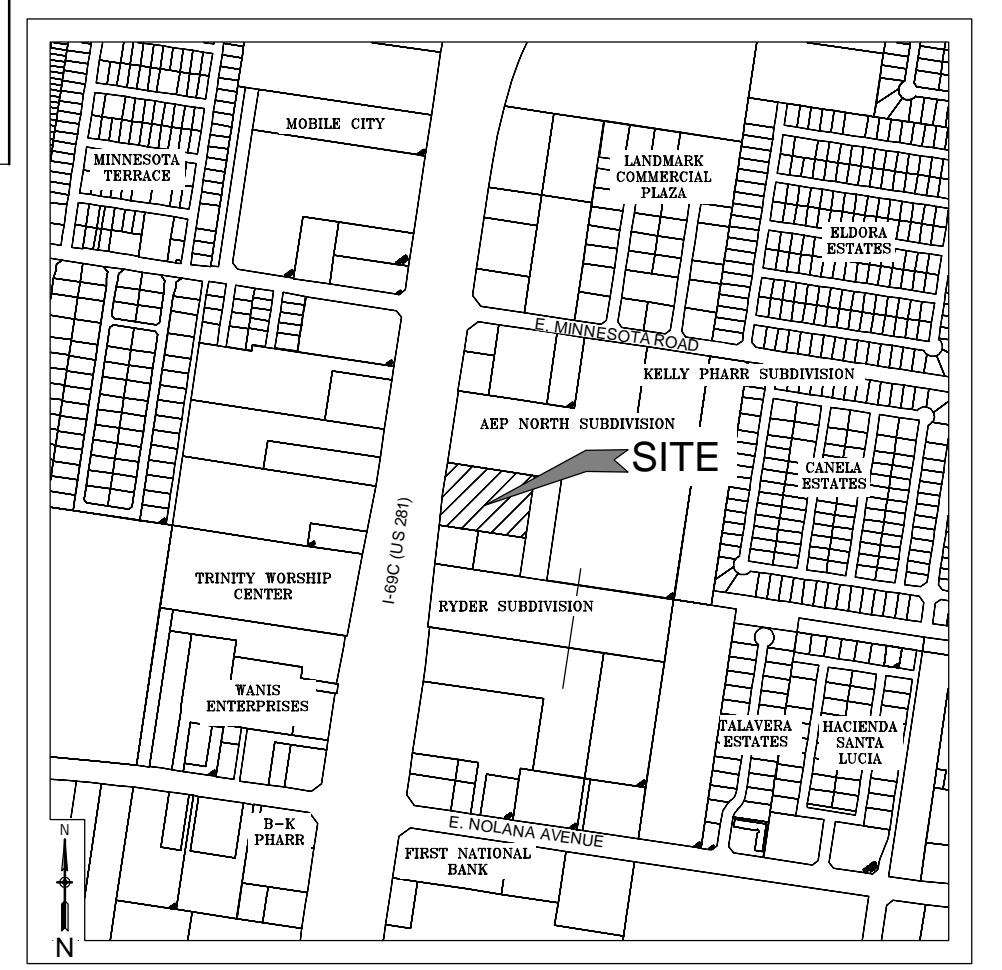 MOBILE CITY
MINNESOTA
TERRACE
LANDMARK
COMMERCIAL
PLAZA
ELDORA
ESTATES
E. MINNESOTA ROAD
KELLY PHARR SUBDIVISION
AEP NORTH SUBDIVISION
SITE
CANELA
ESTATES
I-69C (US 281)
TRINITY WORSHIP
CENTER
RYDER SUBDIVISION
WANIS
ENTERPRISES
TALAVERA
ESTATES
HACIENDA
SANTA
LUCIA
B-K
PHARR
E. NOLANA AVENUE
FIRST NATIONAL
BANK
N
N